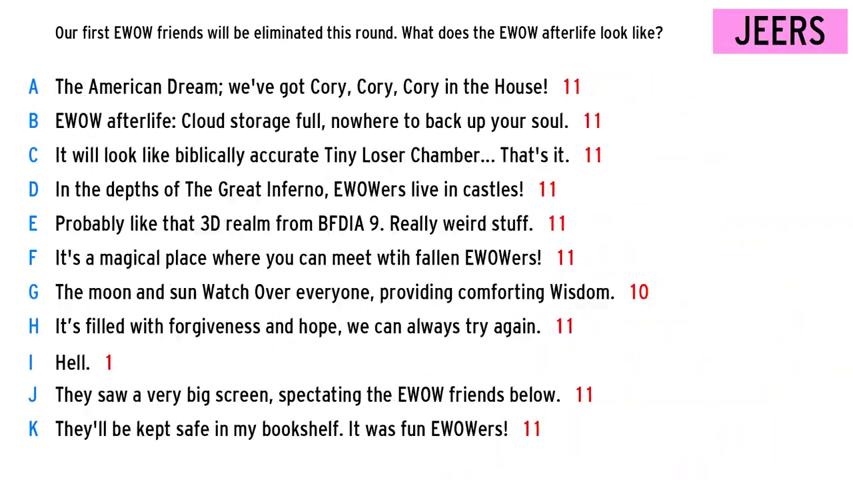 Our first EWOW friends will be eliminated this round. What does the EWOW afterlife look like?
JEERS
A The American Dream; we've got Cory, Cory, Cory in the House! 11
B EWOW afterlife: Cloud storage full, nowhere to back up your soul. 11
C It will look like biblically accurate Tiny Loser Chamber... That's it. 11
D In the depths of The Great Inferno, EWOWers live in castles! 11
E Probably like that 3D realm from BFDIA 9. Really weird stuff. 11
F It's a magical place where you can meet wtih fallen EWOWers! 11
G The moon and sun Watch Over everyone, providing comforting Wisdom. 10
H It’s filled with forgiveness and hope, we can always try again. 11
I Hell. 1
J They saw a very big screen, spectating the EWOW friends below. 11
K They'll be kept safe in my bookshelf. It was fun EWOWers! 11